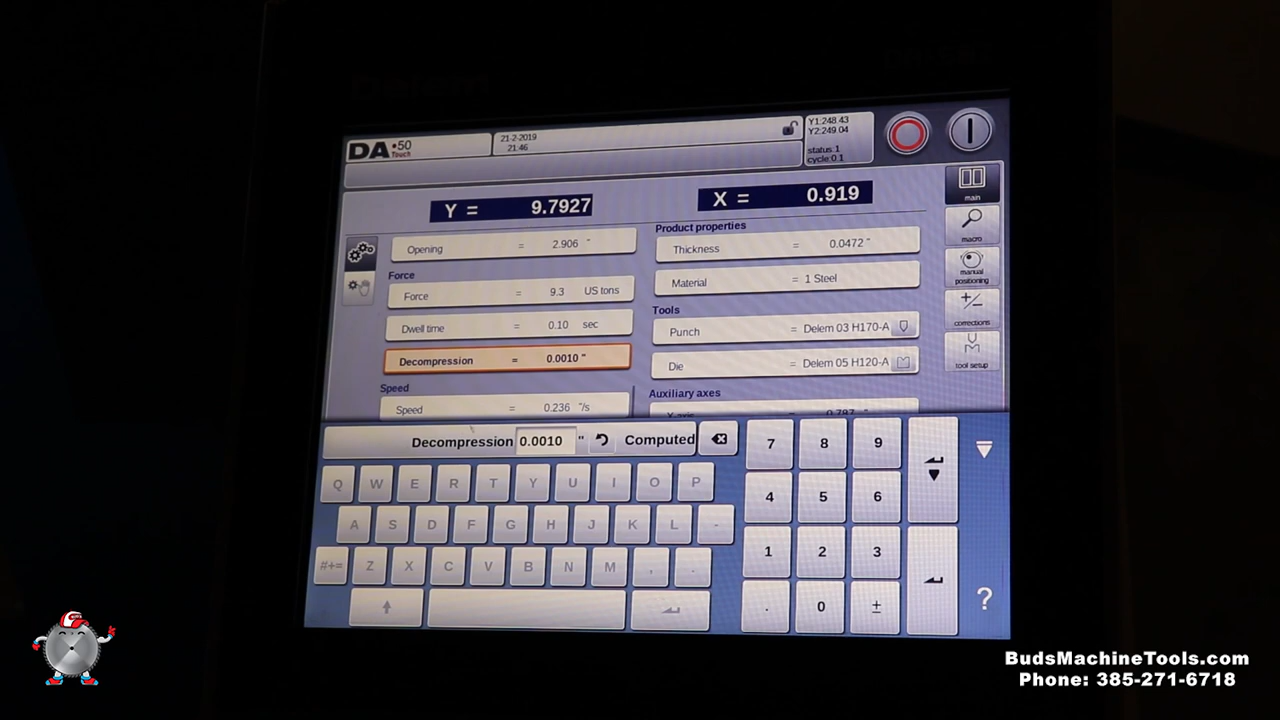 DA•50
Touch
21-2-2019
21:46
Y1:248.43
Y2:249.04
status:1
cycle:0.1
Y = 9.7927
X = 0.919
main
macro
manual
positioning
corrections
tool setup
Opening = 2.906 "
Force
Force = 9.3 US tons
Dwell time = 0.10 sec
Decompression = 0.0010 "
Speed
Speed = 0.236 "/s
Product properties
Thickness = 0.0472 "
Material = 1 Steel
Tools
Punch = Delem 03 H170-A
Die = Delem 05 H120-A
Auxiliary axes
Decompression 0.0010 " Computed
Q W E R T Y U I O P
A S D F G H J K L -
#+= Z X C V B N M , .
7 8 9
4 5 6
1 2 3
. 0 ±
?
BudsMachineTools.com
Phone: 385-271-6718